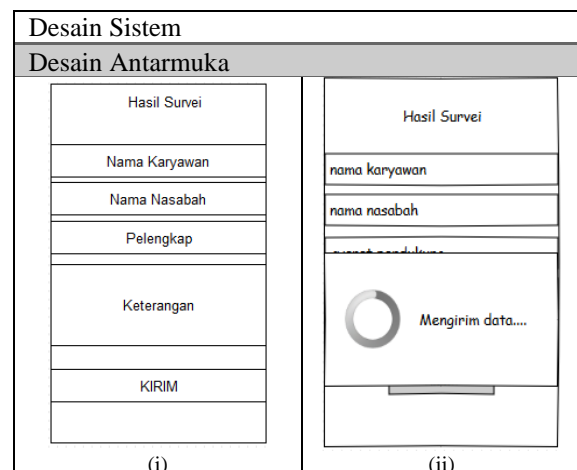 Desain Sistem
Desain Antarmuka
Hasil Survei
Nama Karyawan
Nama Nasabah
Pelengkap
Keterangan
KIRIM
(i)
Hasil Survei
nama karyawan
nama nasabah
Mengirim data....
(ii)